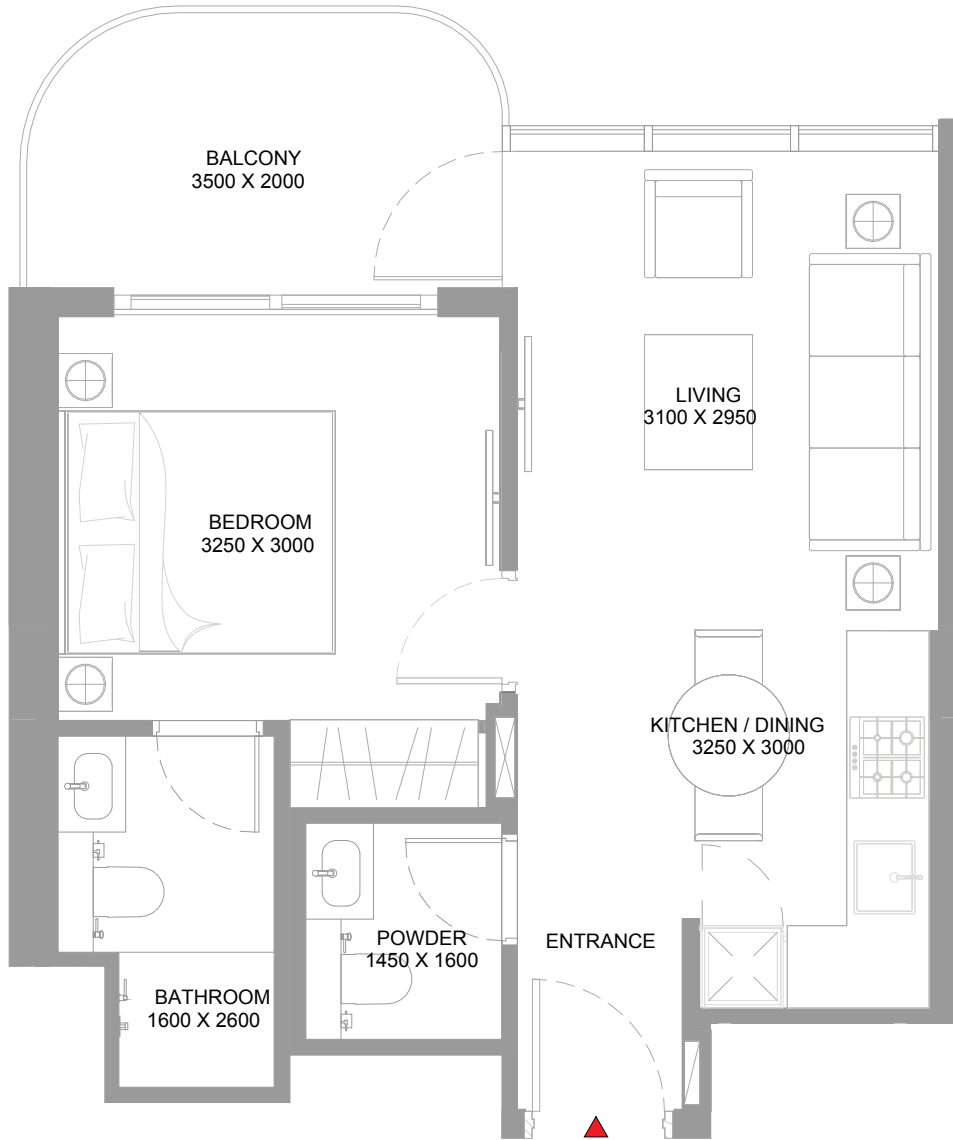 BALCONY
3500 X 2000
LIVING
3100 X 2950
BEDROOM
3250 X 3000
KITCHEN / DINING
3250 X 3000
POWDER
1450 X 1600
ENTRANCE
BATHROOM
1600 X 2600